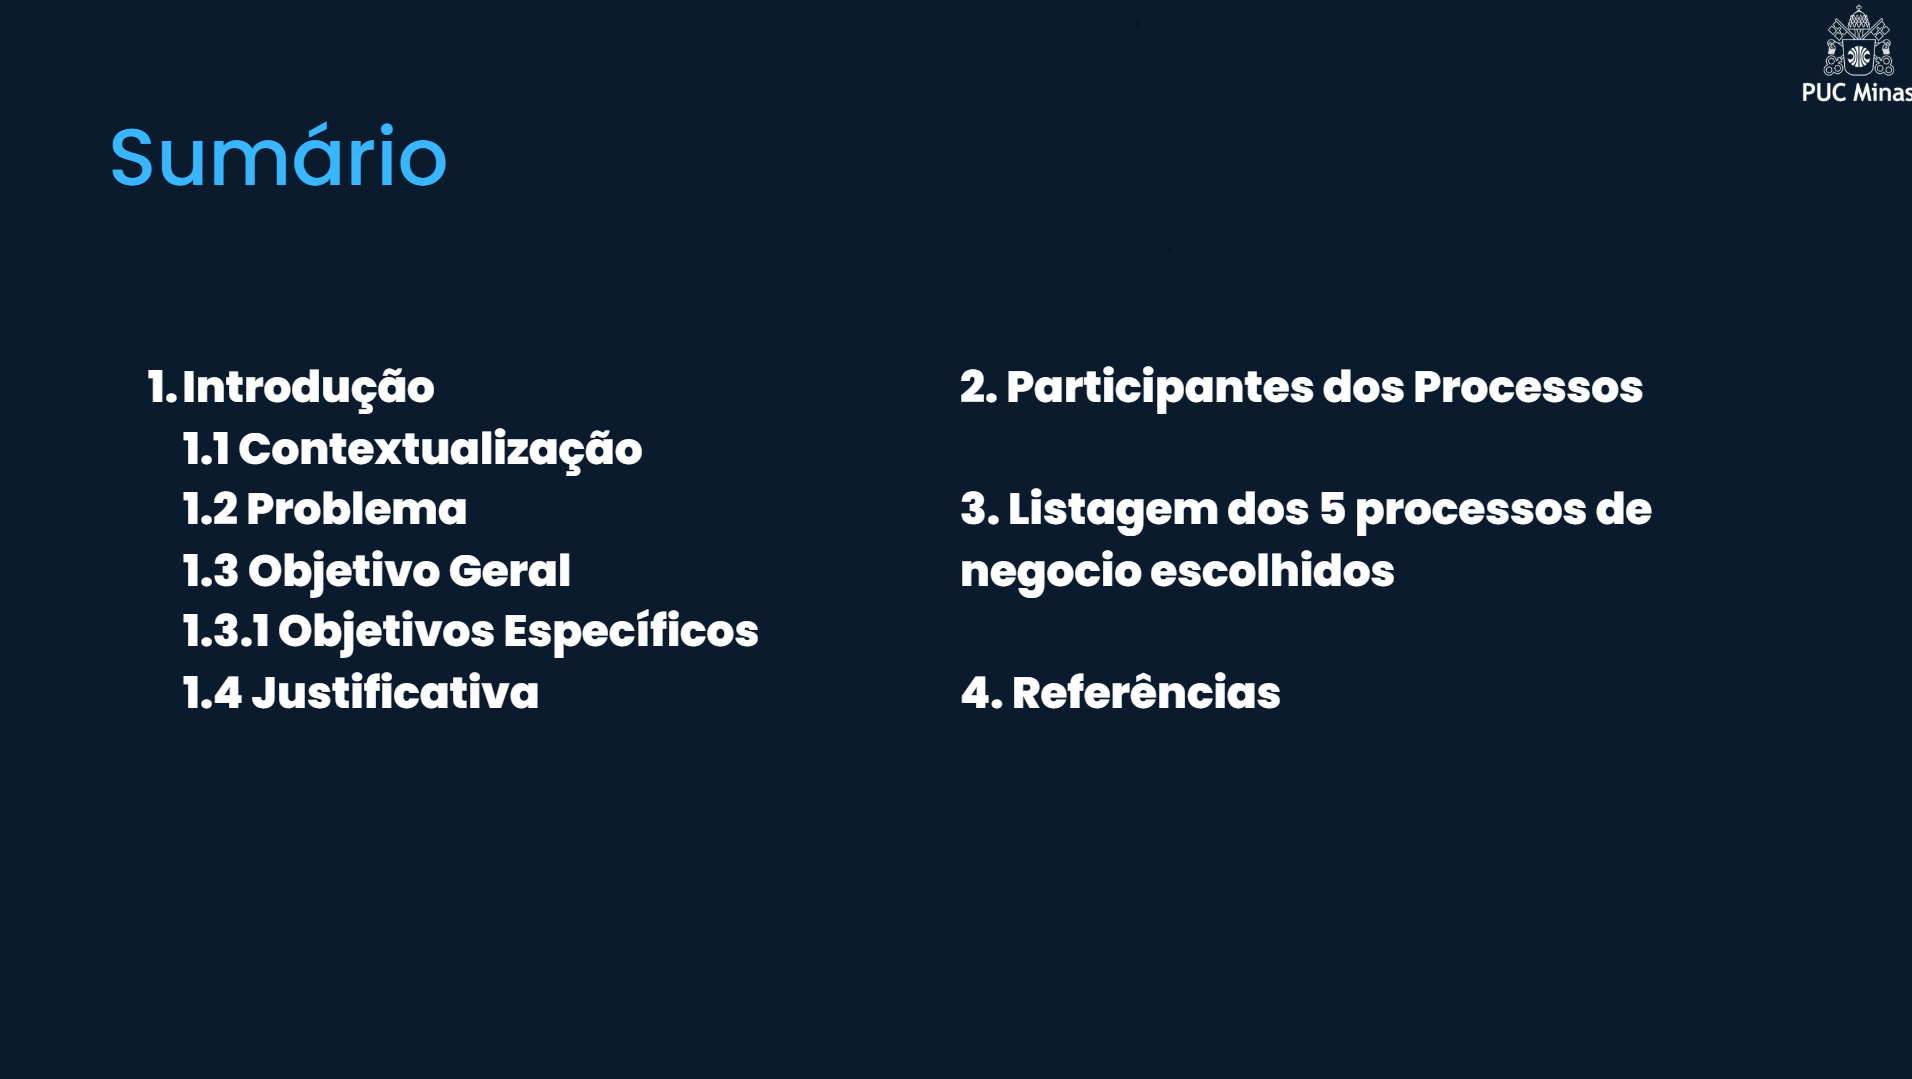 PUC Minas
Sumário
1. Introdução
1.1 Contextualização
1.2 Problema
1.3 Objetivo Geral
1.3.1 Objetivos Específicos
1.4 Justificativa
2. Participantes dos Processos
3. Listagem dos 5 processos de
negocio escolhidos
4. Referências